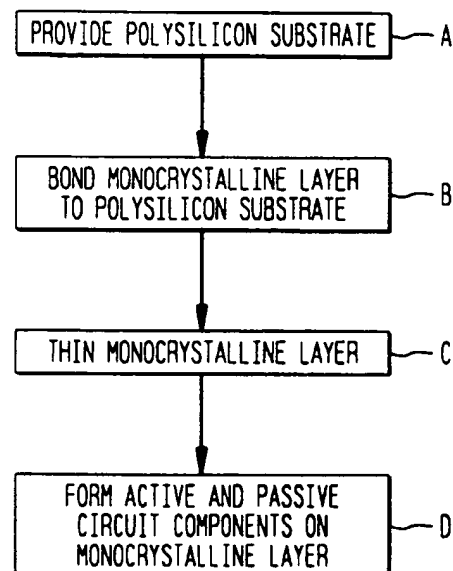 PROVIDE POLYSILICON SUBSTRATE A
BOND MONOCRYSTALLINE LAYER
TO POLYSILICON SUBSTRATE B
THIN MONOCRYSTALLINE LAYER C
FORM ACTIVE AND PASSIVE
CIRCUIT COMPONENTS ON
MONOCRYSTALLINE LAYER D